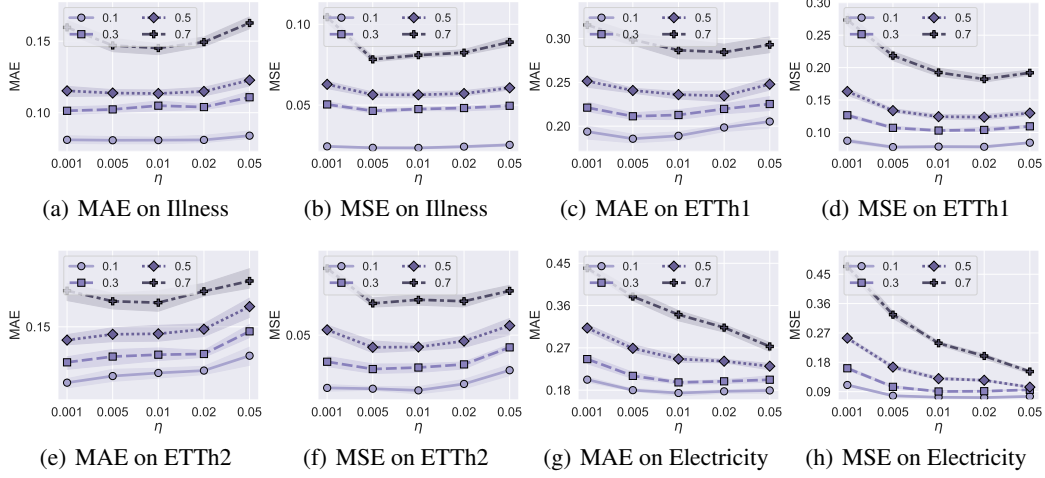 0.1 0.5
0.3 0.7
0.15
0.10
MAE
0.001 0.005 0.01 0.02 0.05
η
(a) MAE on Illness
0.1 0.5
0.3 0.7
0.10
0.05
MSE
0.001 0.005 0.01 0.02 0.05
η
(b) MSE on Illness
0.1 0.5
0.3 0.7
0.30
0.25
0.20
MAE
0.001 0.005 0.01 0.02 0.05
η
(c) MAE on ETTh1
0.1 0.5
0.3 0.7
0.30
0.25
0.20
0.15
0.10
MSE
0.001 0.005 0.01 0.02 0.05
η
(d) MSE on ETTh1
0.1 0.5
0.3 0.7
0.15
MAE
0.001 0.005 0.01 0.02 0.05
η
(e) MAE on ETTh2
0.1 0.5
0.3 0.7
0.05
MSE
0.001 0.005 0.01 0.02 0.05
η
(f) MSE on ETTh2
0.1 0.5
0.3 0.7
0.45
0.36
0.27
0.18
MAE
0.001 0.005 0.01 0.02 0.05
η
(g) MAE on Electricity
0.1 0.5
0.3 0.7
0.45
0.36
0.27
0.18
0.09
MSE
0.001 0.005 0.01 0.02 0.05
η
(h) MSE on Electricity